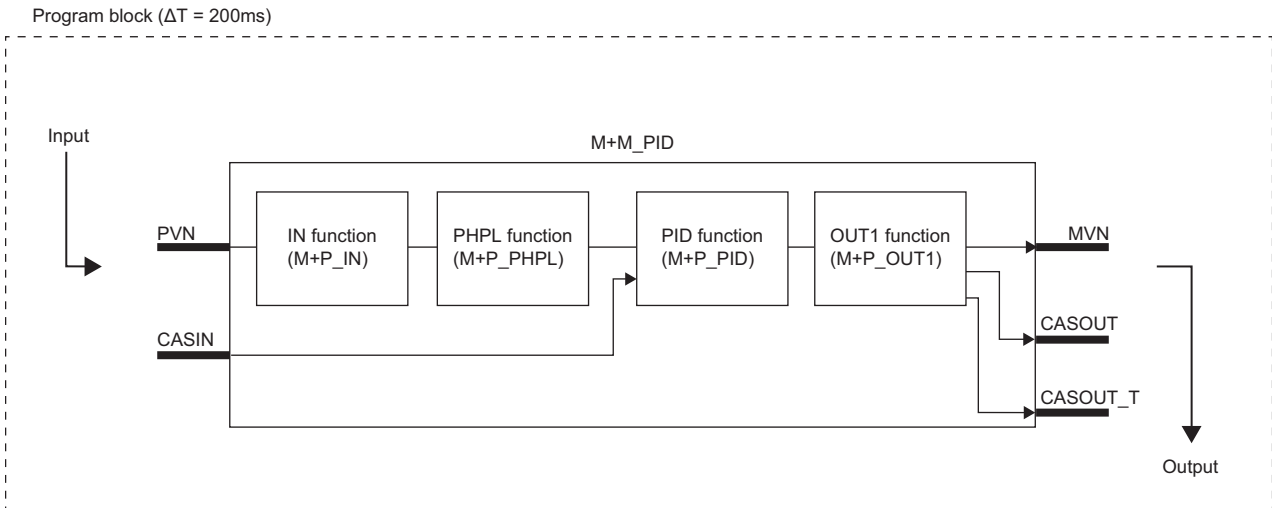 Program block (ΔT = 200ms)
Input
M+M_PID
PVN
IN function
(M+P_IN)
PHPL function
(M+P_PHPL)
PID function
(M+P_PID)
OUT1 function
(M+P_OUT1)
MVN
CASIN
CASOUT
CASOUT_T
Output